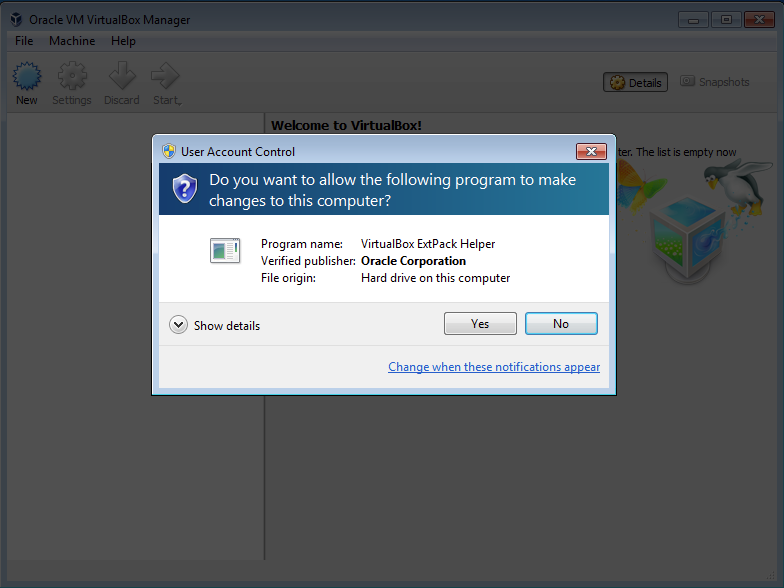 Oracle VM VirtualBox Manager
File Machine Help
New Settings Discard Start
Details Snapshots
Welcome to VirtualBox!
ter. The list is empty now
User Account Control
Do you want to allow the following program to make
changes to this computer?
Program name: VirtualBox ExtPack Helper
Verified publisher: Oracle Corporation
File origin: Hard drive on this computer
Show details Yes No
Change when these notifications appear